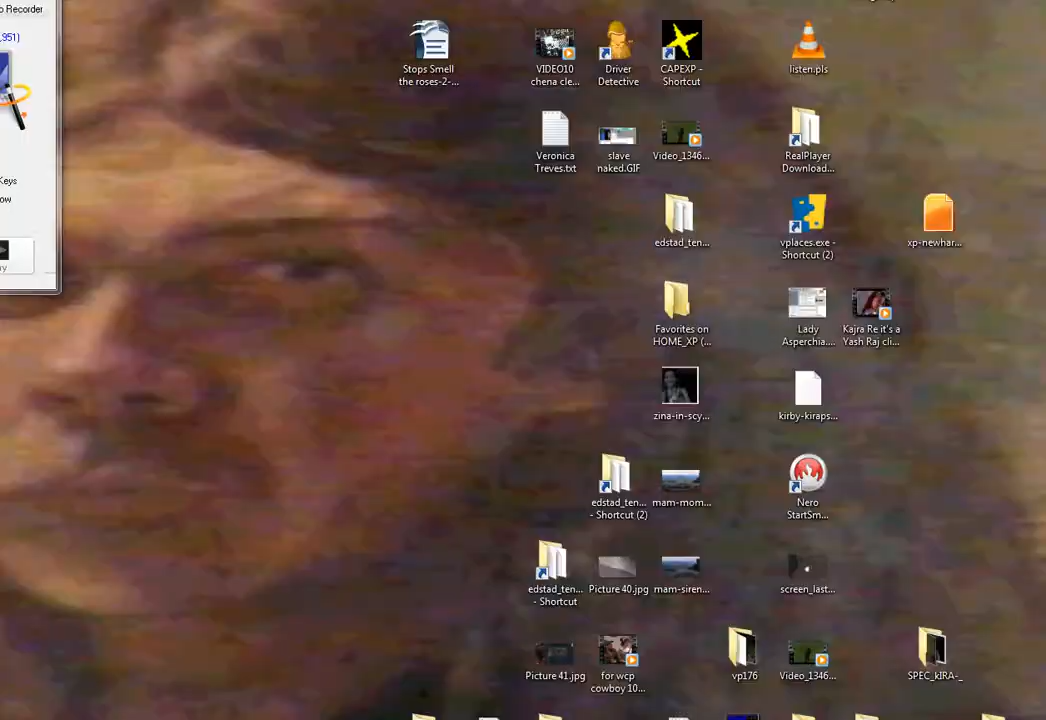 o Recorder
,951)
Keys
ow
ry
Stops Smell
the roses-2-...
VIDEO10
chena cle...
Driver
Detective
CAPEXP -
Shortcut
listen.pls
Veronica
Treves.txt
slave
naked.GIF
Video_1346...
RealPlayer
Download...
edstad_ten...
vplaces.exe -
Shortcut (2)
xp-newhar...
Favorites on
HOME_XP (...
Lady
Asperchia....
Kajra Re it's a
Yash Raj cli...
zina-in-scy...
kirby-kiraps...
edstad_ten...
- Shortcut (2)
mam-mom...
Nero
StartSm...
edstad_ten...
- Shortcut
Picture 40.jpg
mam-siren...
screen_last...
Picture 41.jpg
for wcp
cowboy 10...
vp176
Video_1346...
SPEC_kIRA-_